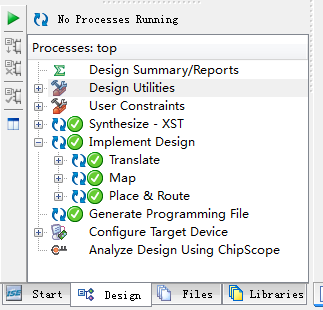 No Processes Running
Processes: top
Design Summary/Reports
Design Utilities
User Constraints
Synthesize - XST
Implement Design
Translate
Map
Place & Route
Generate Programming File
Configure Target Device
Analyze Design Using ChipScope
ISE Start Design Files Libraries